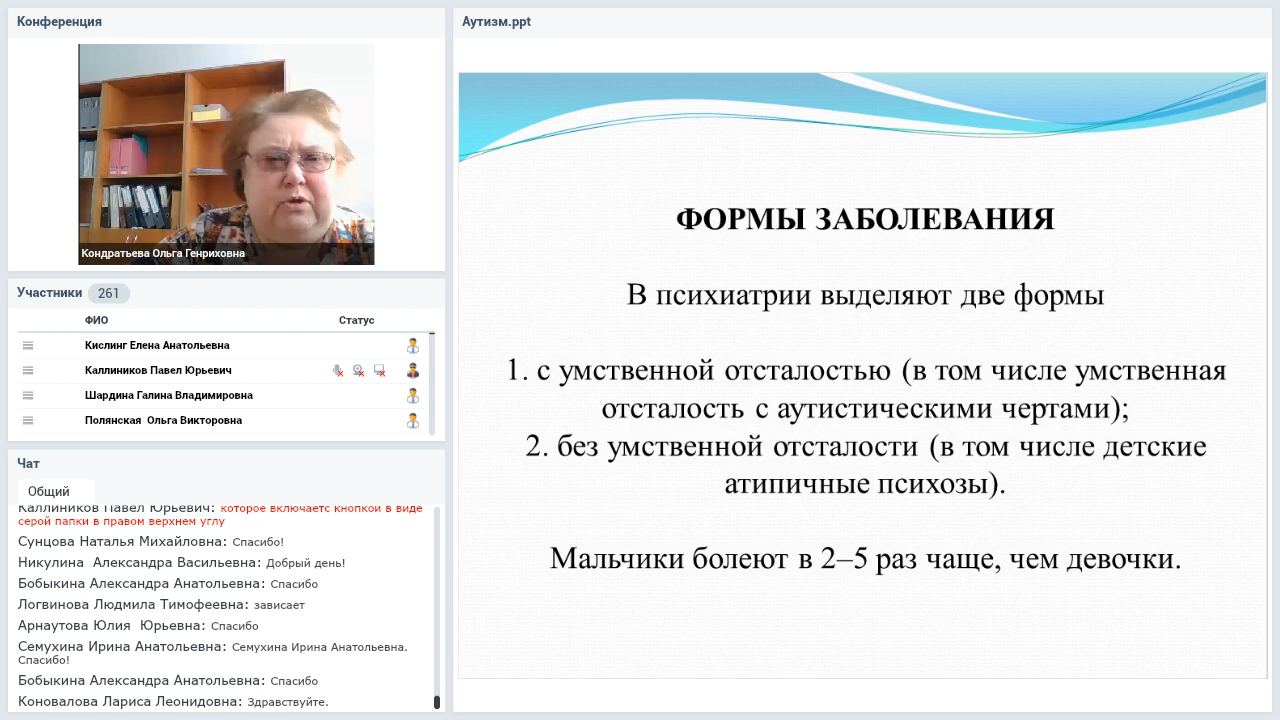 Конференция
Кондратьева Ольга Генриховна
Участники 261
ФИО Статус
Кислинг Елена Анатольевна
Каллиников Павел Юрьевич
Шардина Галина Владимировна
Полянская Ольга Викторовна
Чат
Общий
Каллиников Павел Юрьевич: которое включаетс кнопкой в виде
серой папки в правом верхнем углу
Сунцова Наталья Михайловна: Спасибо!
Никулина Александра Васильевна: Добрый день!
Бобыкина Александра Анатольевна: Спасибо
Логвинова Людмила Тимофеевна: зависает
Арнаутова Юлия Юрьевна: Спасибо
Семухина Ирина Анатольевна: Семухина Ирина Анатольевна.
Спасибо!
Бобыкина Александра Анатольевна: Спасибо
Коновалова Лариса Леонидовна: Здравствуйте.
Аутизм.ppt
ФОРМЫ ЗАБОЛЕВАНИЯ
В психиатрии выделяют две формы
1. с умственной отсталостью (в том числе умственная
отсталость с аутистическими чертами);
2. без умственной отсталости (в том числе детские
атипичные психозы).
Мальчики болеют в 2–5 раз чаще, чем девочки.